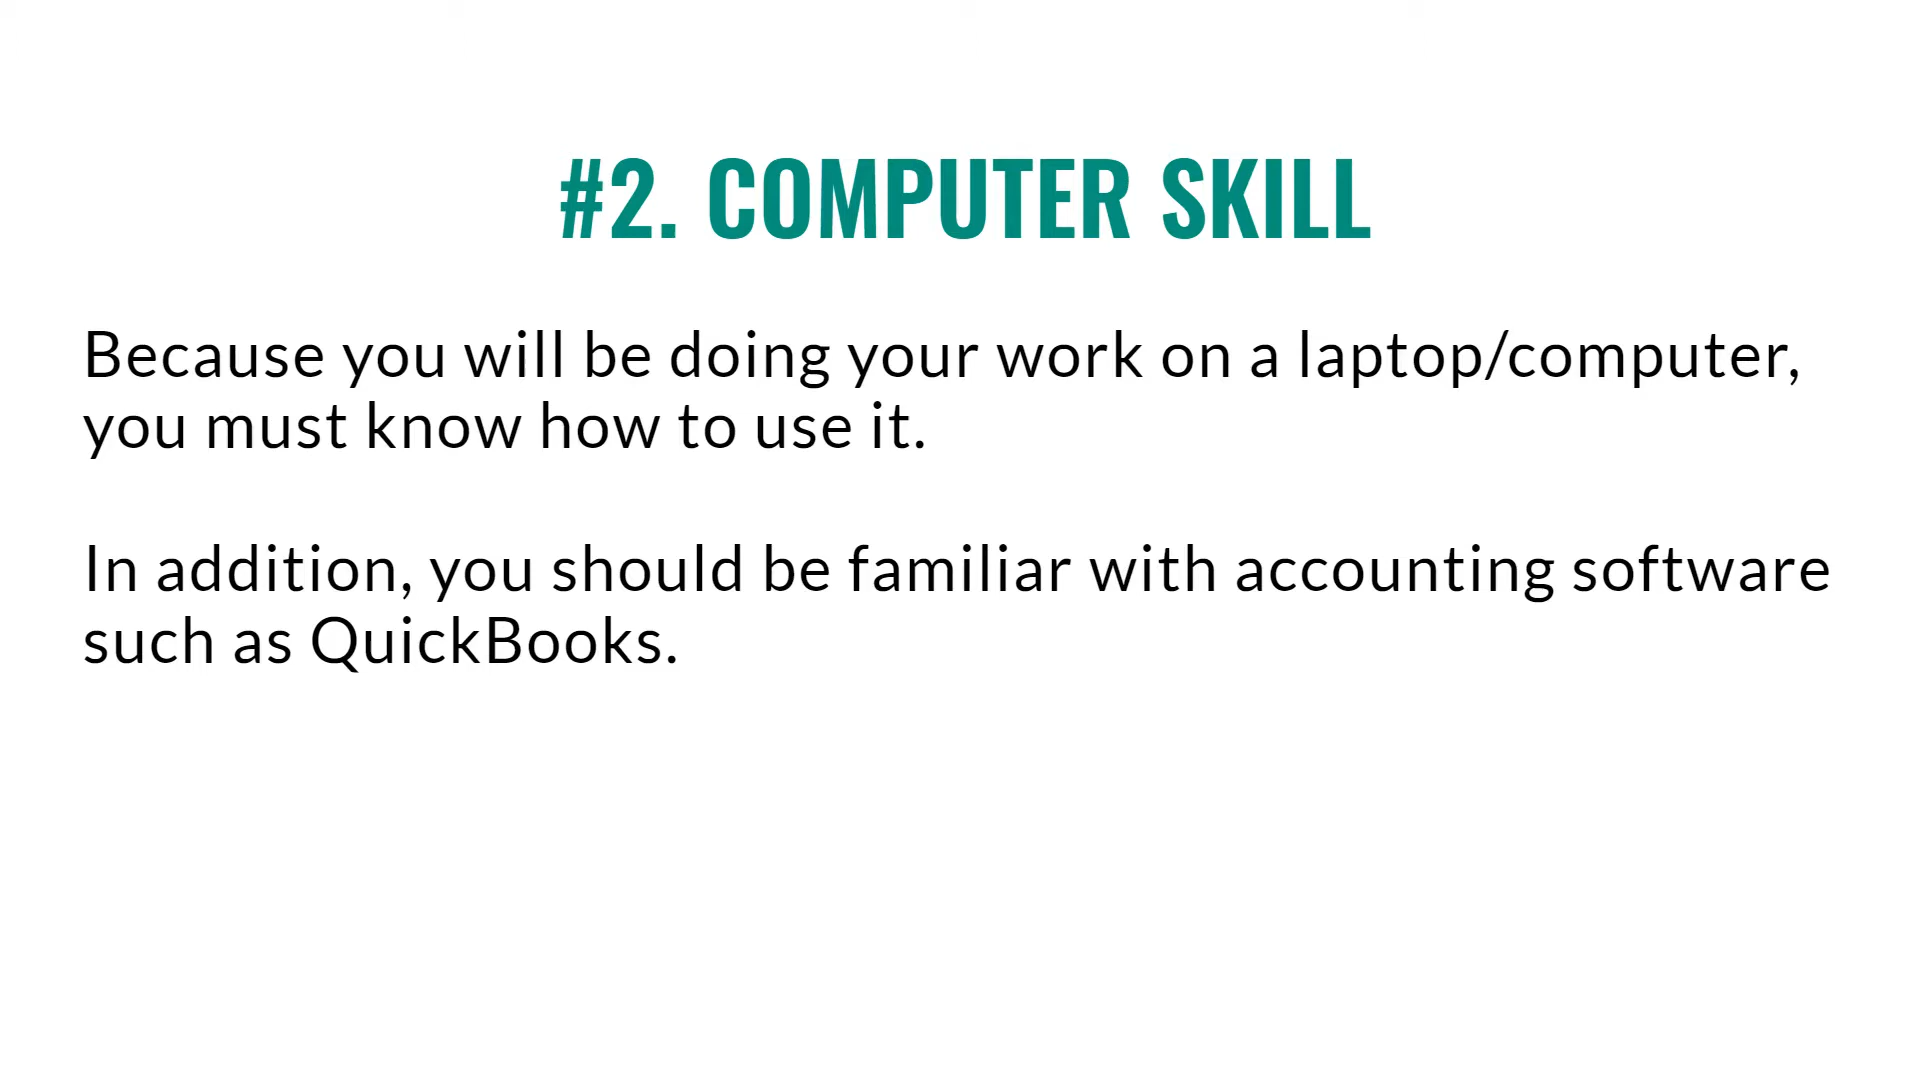 #2. COMPUTER SKILL
Because you will be doing your work on a laptop/computer,
you must know how to use it.
In addition, you should be familiar with accounting software
such as QuickBooks.